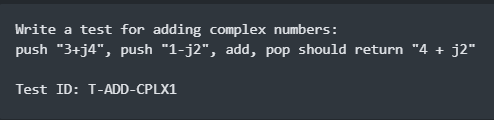 Write a test for adding complex numbers:
push "3+j4", push "1-j2", add, pop should return "4 + j2"
Test ID: T-ADD-CPLX1